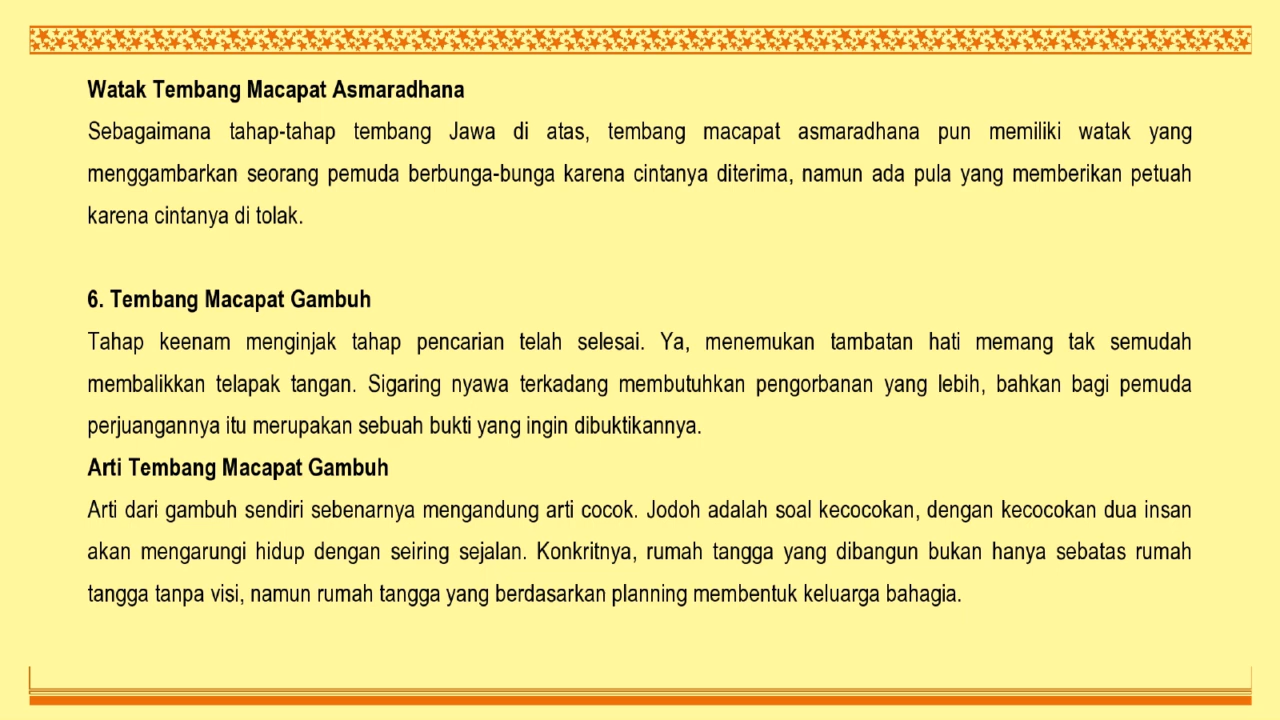 Watak Tembang Macapat Asmaradhana
Sebagaimana tahap-tahap tembang Jawa di atas, tembang macapat asmaradhana pun memiliki watak yang
menggambarkan seorang pemuda berbunga-bunga karena cintanya diterima, namun ada pula yang memberikan petuah
karena cintanya di tolak.
6. Tembang Macapat Gambuh
Tahap keenam menginjak tahap pencarian telah selesai. Ya, menemukan tambatan hati memang tak semudah
membalikkan telapak tangan. Sigaring nyawa terkadang membutuhkan pengorbanan yang lebih, bahkan bagi pemuda
perjuangannya itu merupakan sebuah bukti yang ingin dibuktikannya.
Arti Tembang Macapat Gambuh
Arti dari gambuh sendiri sebenarnya mengandung arti cocok. Jodoh adalah soal kecocokan, dengan kecocokan dua insan
akan mengarungi hidup dengan seiring sejalan. Konkritnya, rumah tangga yang dibangun bukan hanya sebatas rumah
tangga tanpa visi, namun rumah tangga yang berdasarkan planning membentuk keluarga bahagia.